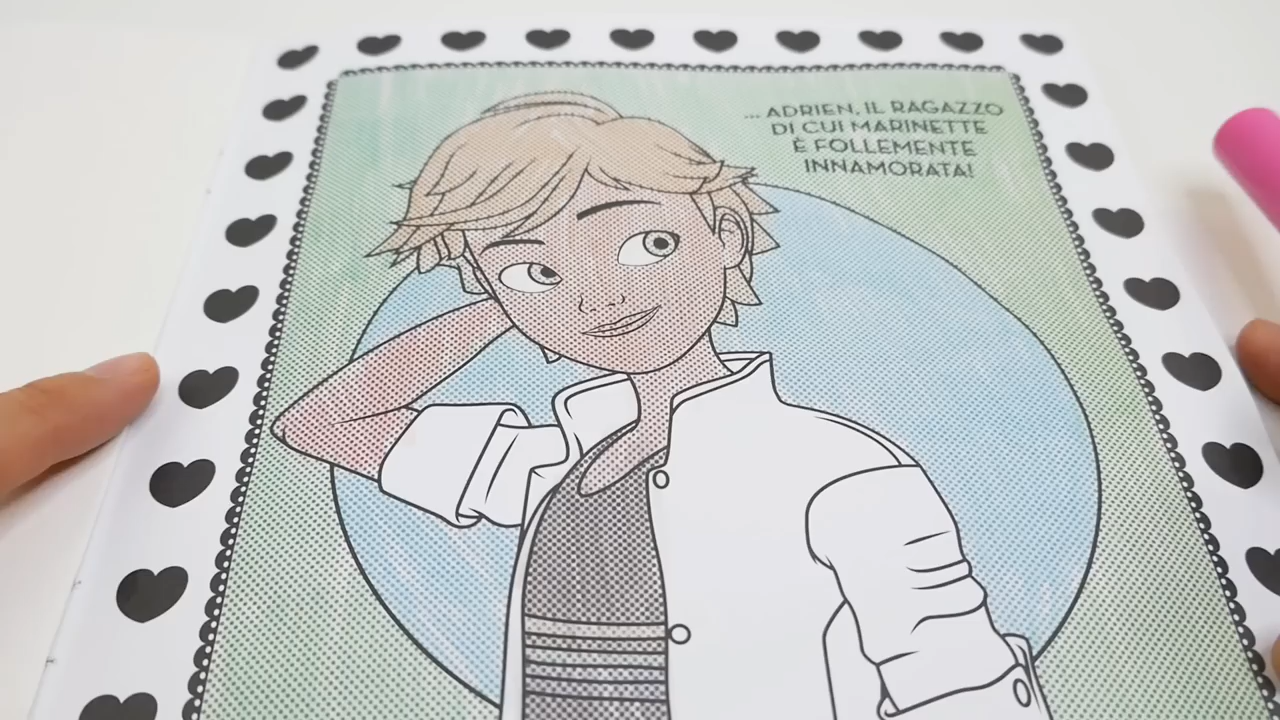 ... ADRIEN, IL RAGAZZO
DI CUI MARINETTE
È FOLLEMENTE
INNAMORATA!